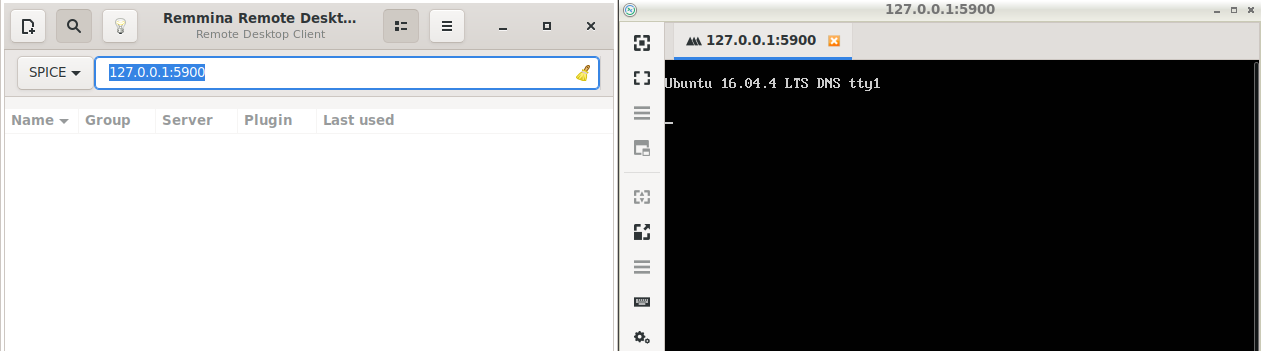 Remmina Remote Deskt...
Remote Desktop Client
SPICE
127.0.0.1:5900
Name
Group
Server
Plugin
Last used
127.0.0.1:5900
127.0.0.1:5900
Ubuntu 16.04.4 LTS DNS tty1
_